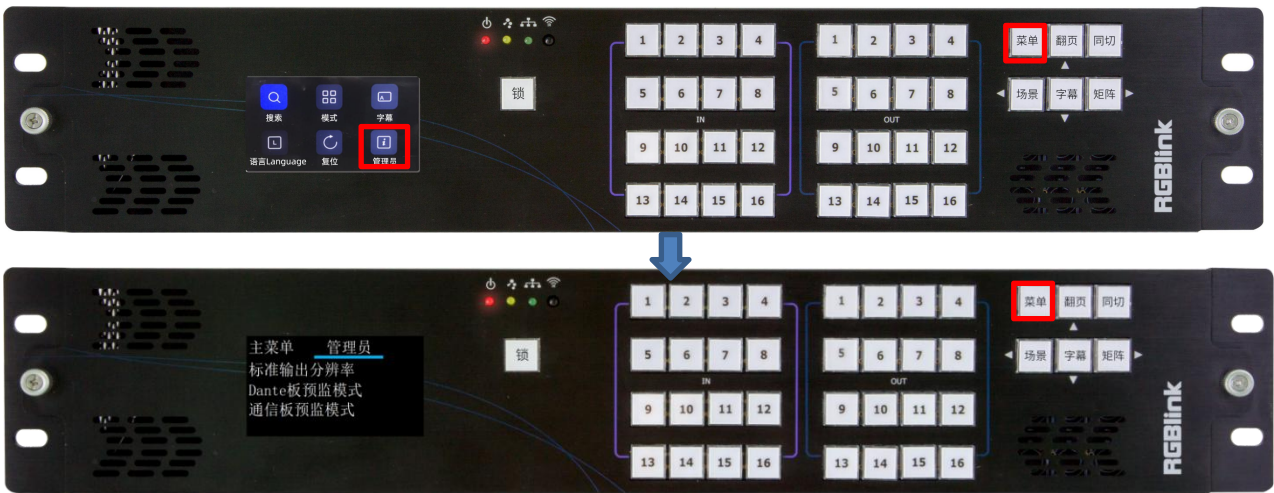 1 2 3 4
1 2 3 4
菜单 翻页 同切
搜索 模式 字幕
锁
5 6 7 8
5 6 7 8
场景 字幕 矩阵
IN
OUT
语言Language 复位 管理员
9 10 11 12
9 10 11 12
13 14 15 16
13 14 15 16
RGBlink
1 2 3 4
1 2 3 4
菜单 翻页 同切
主菜单 管理员
标准输出分辨率
Dante板预监模式
通信板预监模式
锁
5 6 7 8
5 6 7 8
场景 字幕 矩阵
IN
OUT
9 10 11 12
9 10 11 12
13 14 15 16
13 14 15 16
RGBlink